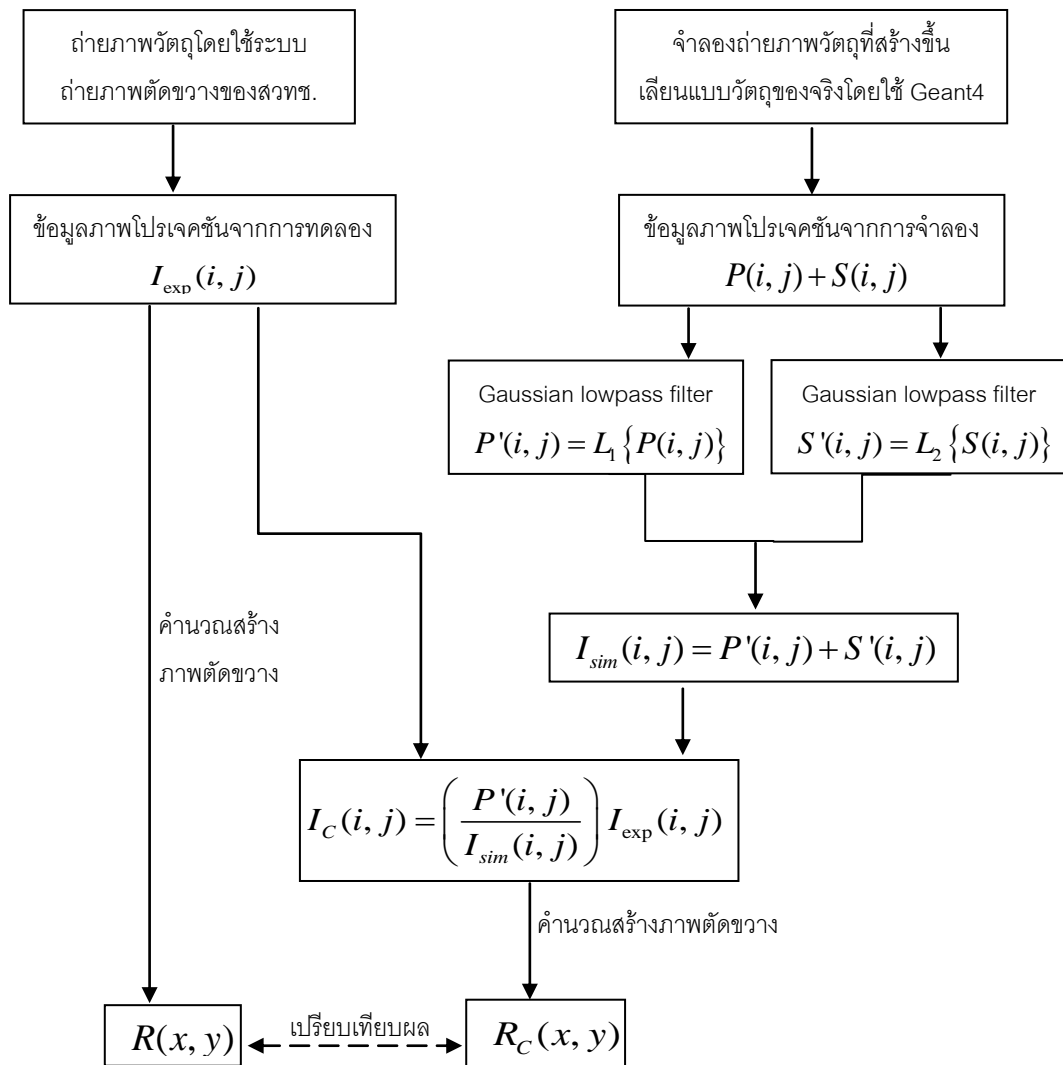 ถ่ายภาพวัตถุโดยใช้ระบบ
ถ่ายภาพตัดขวางของสวทช.
จำลองถ่ายภาพวัตถุที่สร้างขึ้น
เลียนแบบวัตถุของจริงโดยใช้ Geant4
ข้อมูลภาพโปรเจคชันจากการทดลอง
I_exp(i, j)
ข้อมูลภาพโปรเจคชันจากการจำลอง
P(i, j) + S(i, j)
Gaussian lowpass filter
P'(i, j) = L_1{P(i, j)}
Gaussian lowpass filter
S'(i, j) = L_2{S(i, j)}
คำนวณสร้าง
ภาพตัดขวาง
I_sim(i, j) = P'(i, j) + S'(i, j)
I_C(i, j) = (P'(i, j) / I_sim(i, j)) I_exp(i, j)
คำนวณสร้างภาพตัดขวาง
R(x, y)
เปรียบเทียบผล
R_C(x, y)